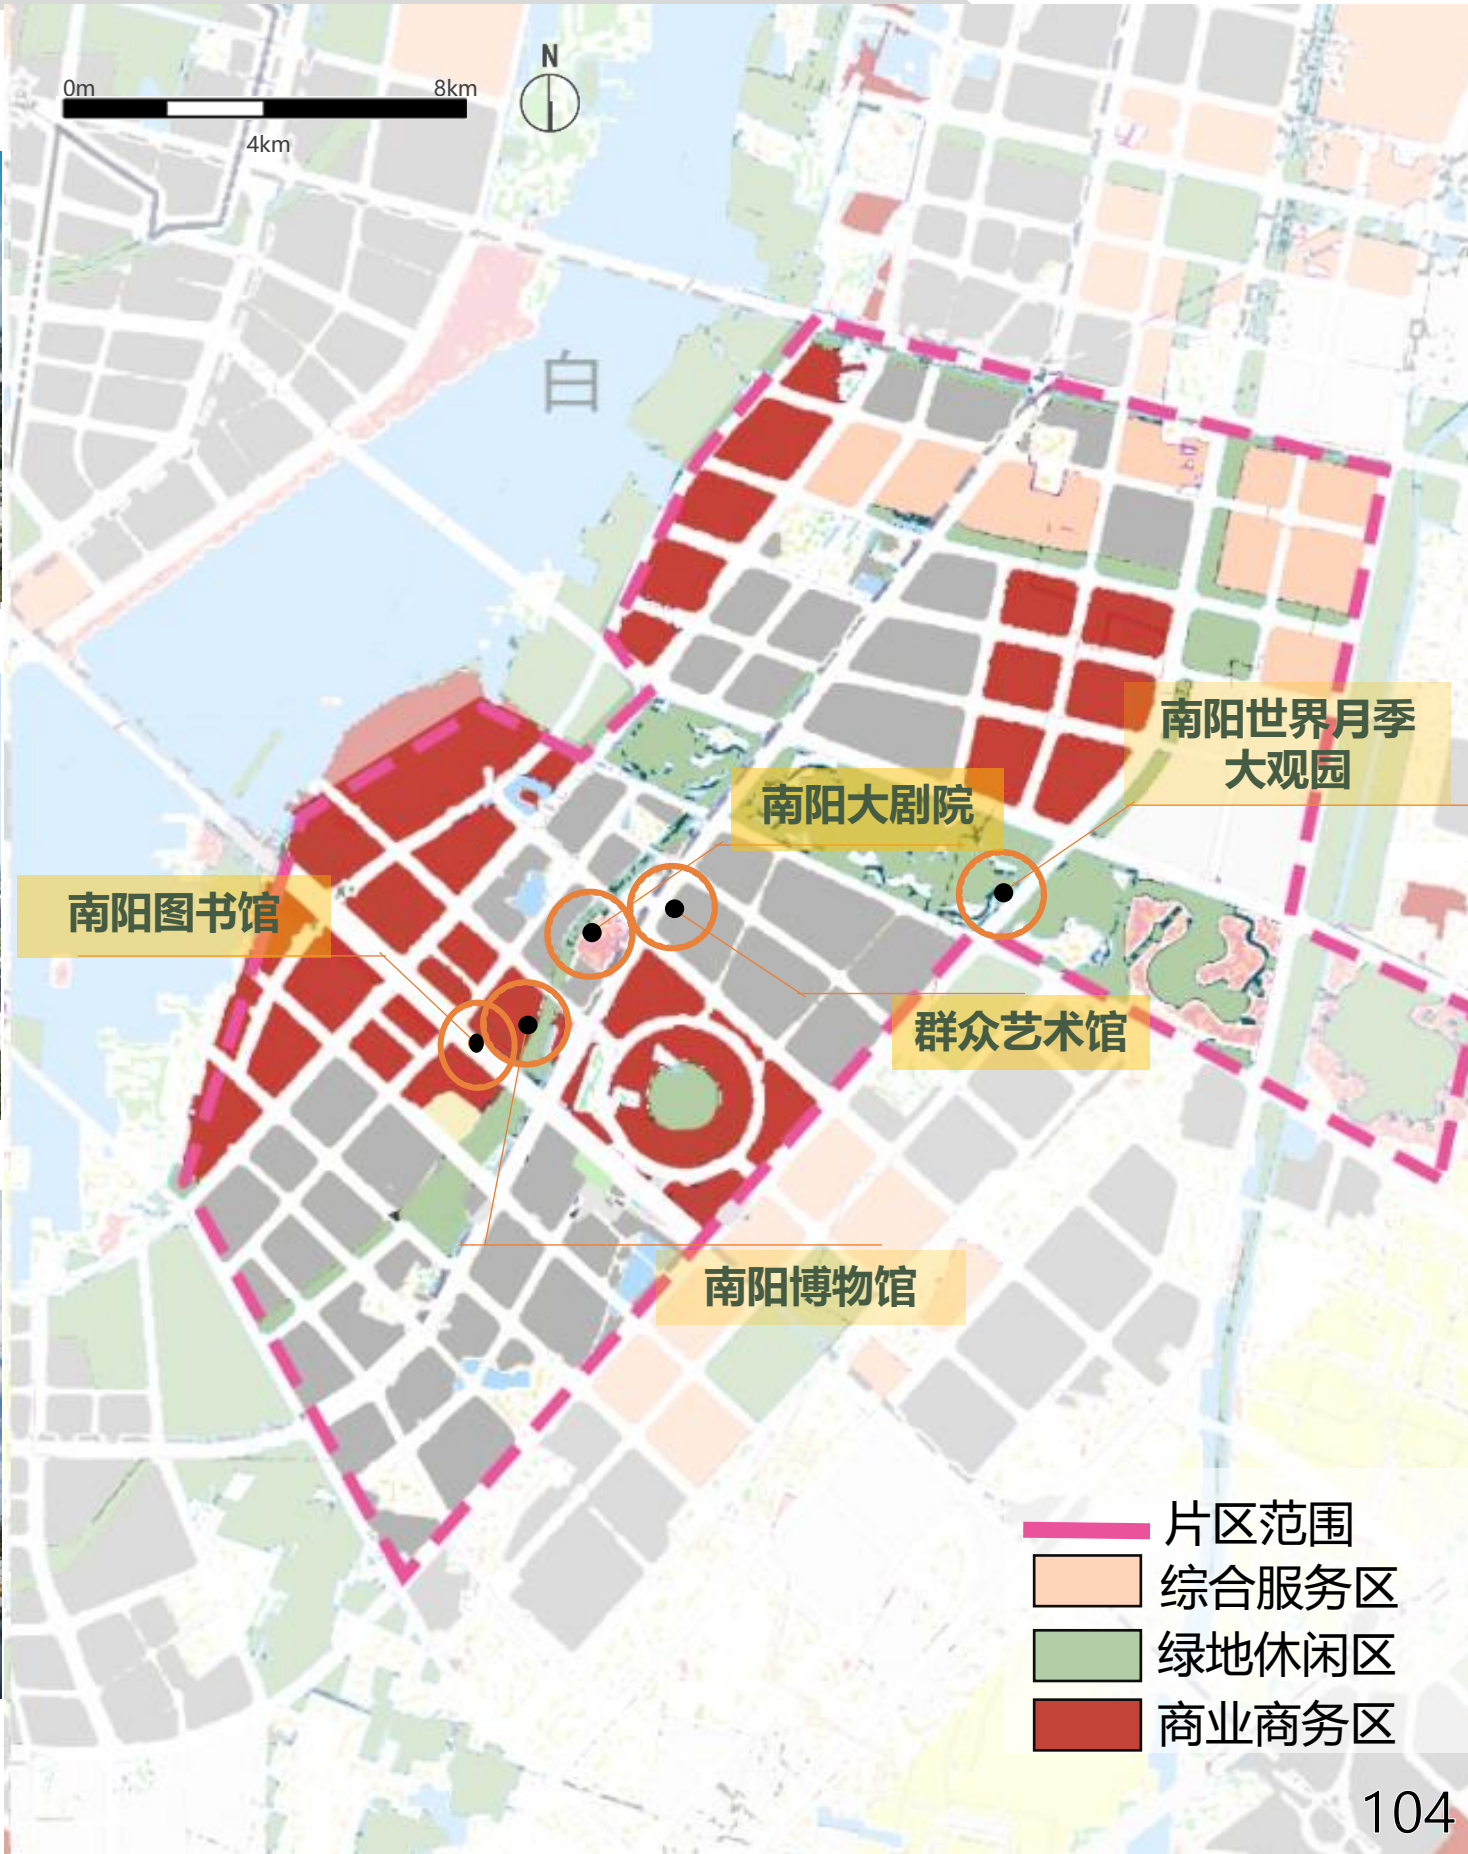 N
0m
8km
4km
白
南阳世界月季
大观园
南阳大剧院
南阳图书馆
群众艺术馆
南阳博物馆
片区范围
综合服务区
绿地休闲区
商业商务区
104